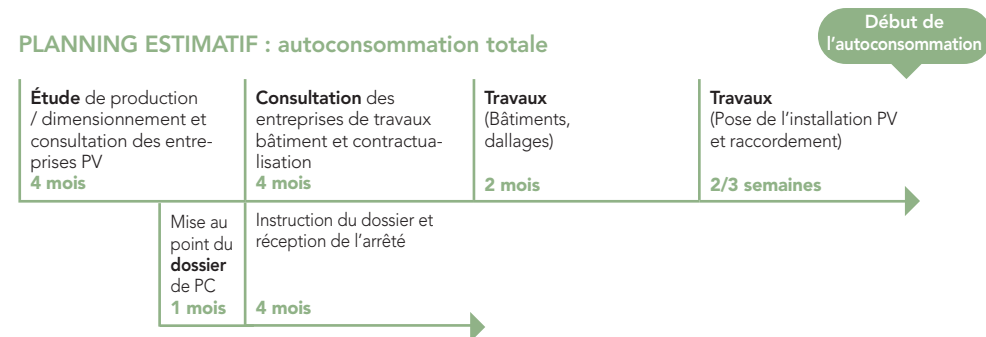 Début de
l'autoconsommation
PLANNING ESTIMATIF : autoconsommation totale
Étude de production
/ dimensionnement et
consultation des entre-
prises PV
4 mois
Consultation des
entreprises de travaux
bâtiment et contractua-
lisation
4 mois
Travaux
(Bâtiments,
dallages)
2 mois
Travaux
(Pose de l'installation PV
et raccordement)
2/3 semaines
Mise au
point du
dossier
de PC
1 mois
Instruction du dossier et
réception de l'arrêté
4 mois